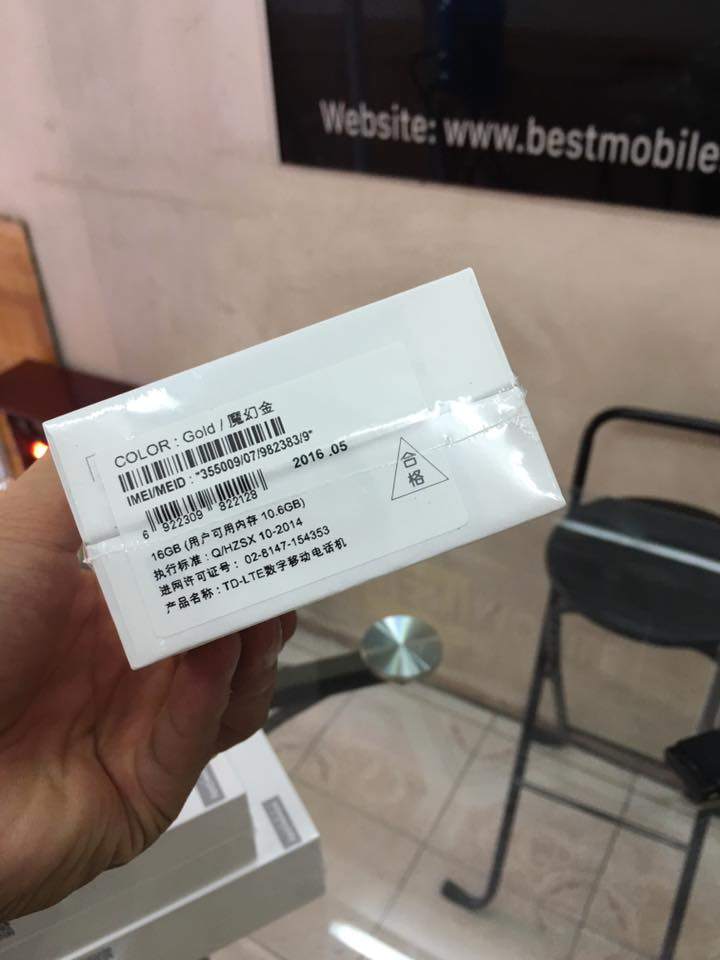 Website: www.bestmobile
COLOR : Gold / 魔幻金
IMEI/MEID : "355009/07/982383/9"
2016 .05
合
格
6 922309 922128
16GB (用户可用内存 10.6GB)
执行标准 : Q/HZSX 10-2014
进网许可证号 : 02-8147-154353
产品名称 : TD-LTE数字移动电话机